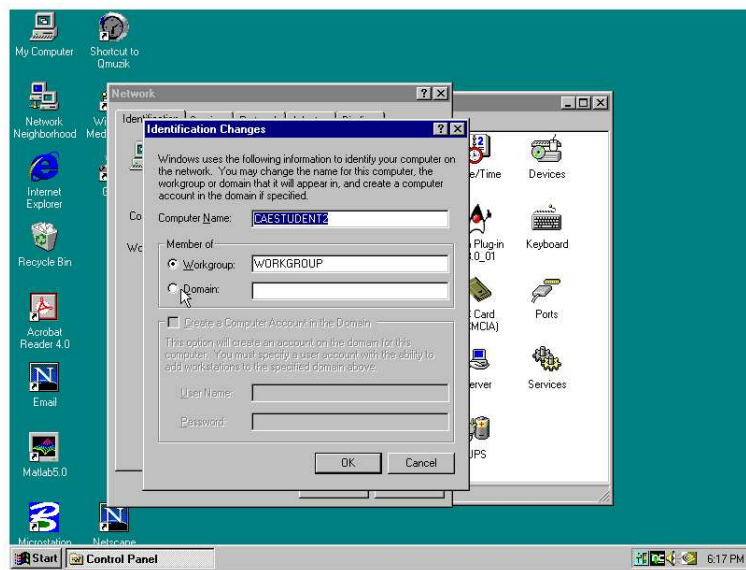 My Computer
Shortcut to
Qmuzik
Network
Neighborhood
Internet
Explorer
Recycle Bin
Acrobat
Reader 4.0
Email
Matlab5.0
Microstation
Netscape
Network
Identification Changes
Windows uses the following information to identify your computer on
the network. You may change the name for this computer, the
workgroup or domain that it will appear in, and create a computer
account in the domain if specified.
Computer Name: CAESTUDENT2
Member of
Workgroup: WORKGROUP
Domain:
Create a Computer Account in the Domain
This option will create an account on the domain for this
computer. You must specify a user account with the ability to
add workstations to the specified domain above.
User Name:
Password:
OK Cancel
e/Time
Devices
Plug-in
Keyboard
Card
Ports
erver
Services
UPS
Start
Control Panel
6:17 PM